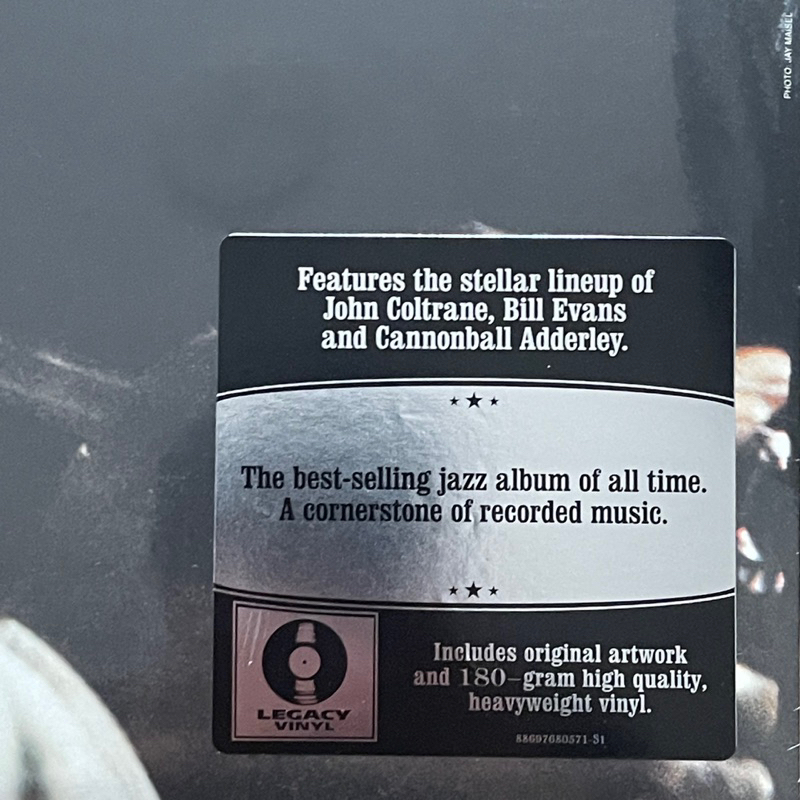 PHOTO: JAY MAISEL
Features the stellar lineup of
John Coltrane, Bill Evans
and Cannonball Adderley.
The best-selling jazz album of all time.
A cornerstone of recorded music.
LEGACY
VINYL
Includes original artwork
and 180-gram high quality,
heavyweight vinyl.
88697680571-S1